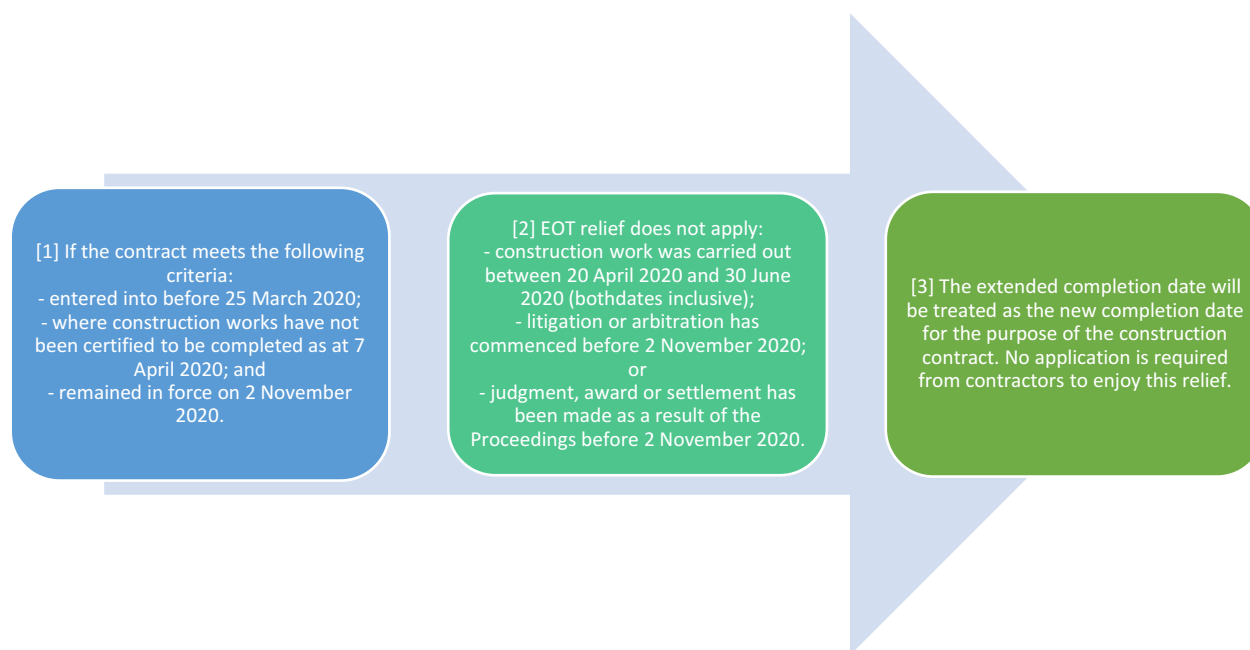 [1] If the contract meets the following
criteria:
- entered into before 25 March 2020;
- where construction works have not
been certified to be completed as at 7
April 2020; and
- remained in force on 2 November
2020.
[2] EOT relief does not apply:
- construction work was carried out
between 20 April 2020 and 30 June
2020 (bothdates inclusive);
- litigation or arbitration has
commenced before 2 November 2020;
or
- judgment, award or settlement has
been made as a result of the
Proceedings before 2 November 2020.
[3] The extended completion date will
be treated as the new completion date
for the purpose of the construction
contract. No application is required
from contractors to enjoy this relief.